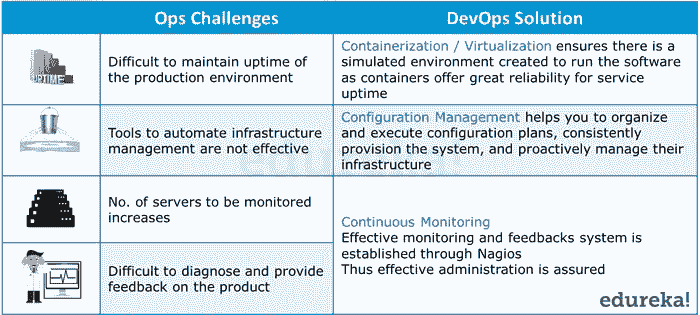 Ops Challenges
DevOps Solution
UPTIME
Difficult to maintain uptime of
the production environment
Containerization / Virtualization ensures there is a
simulated environment created to run the software
as containers offer great reliability for service
uptime
Tools to automate infrastructure
management are not effective
Configuration Management helps you to organize
and execute configuration plans, consistently
provision the system, and proactively manage their
infrastructure
No. of servers to be monitored
increases
Continuous Monitoring
Effective monitoring and feedbacks system is
established through Nagios
Thus effective administration is assured
Difficult to diagnose and provide
feedback on the product
edureka!